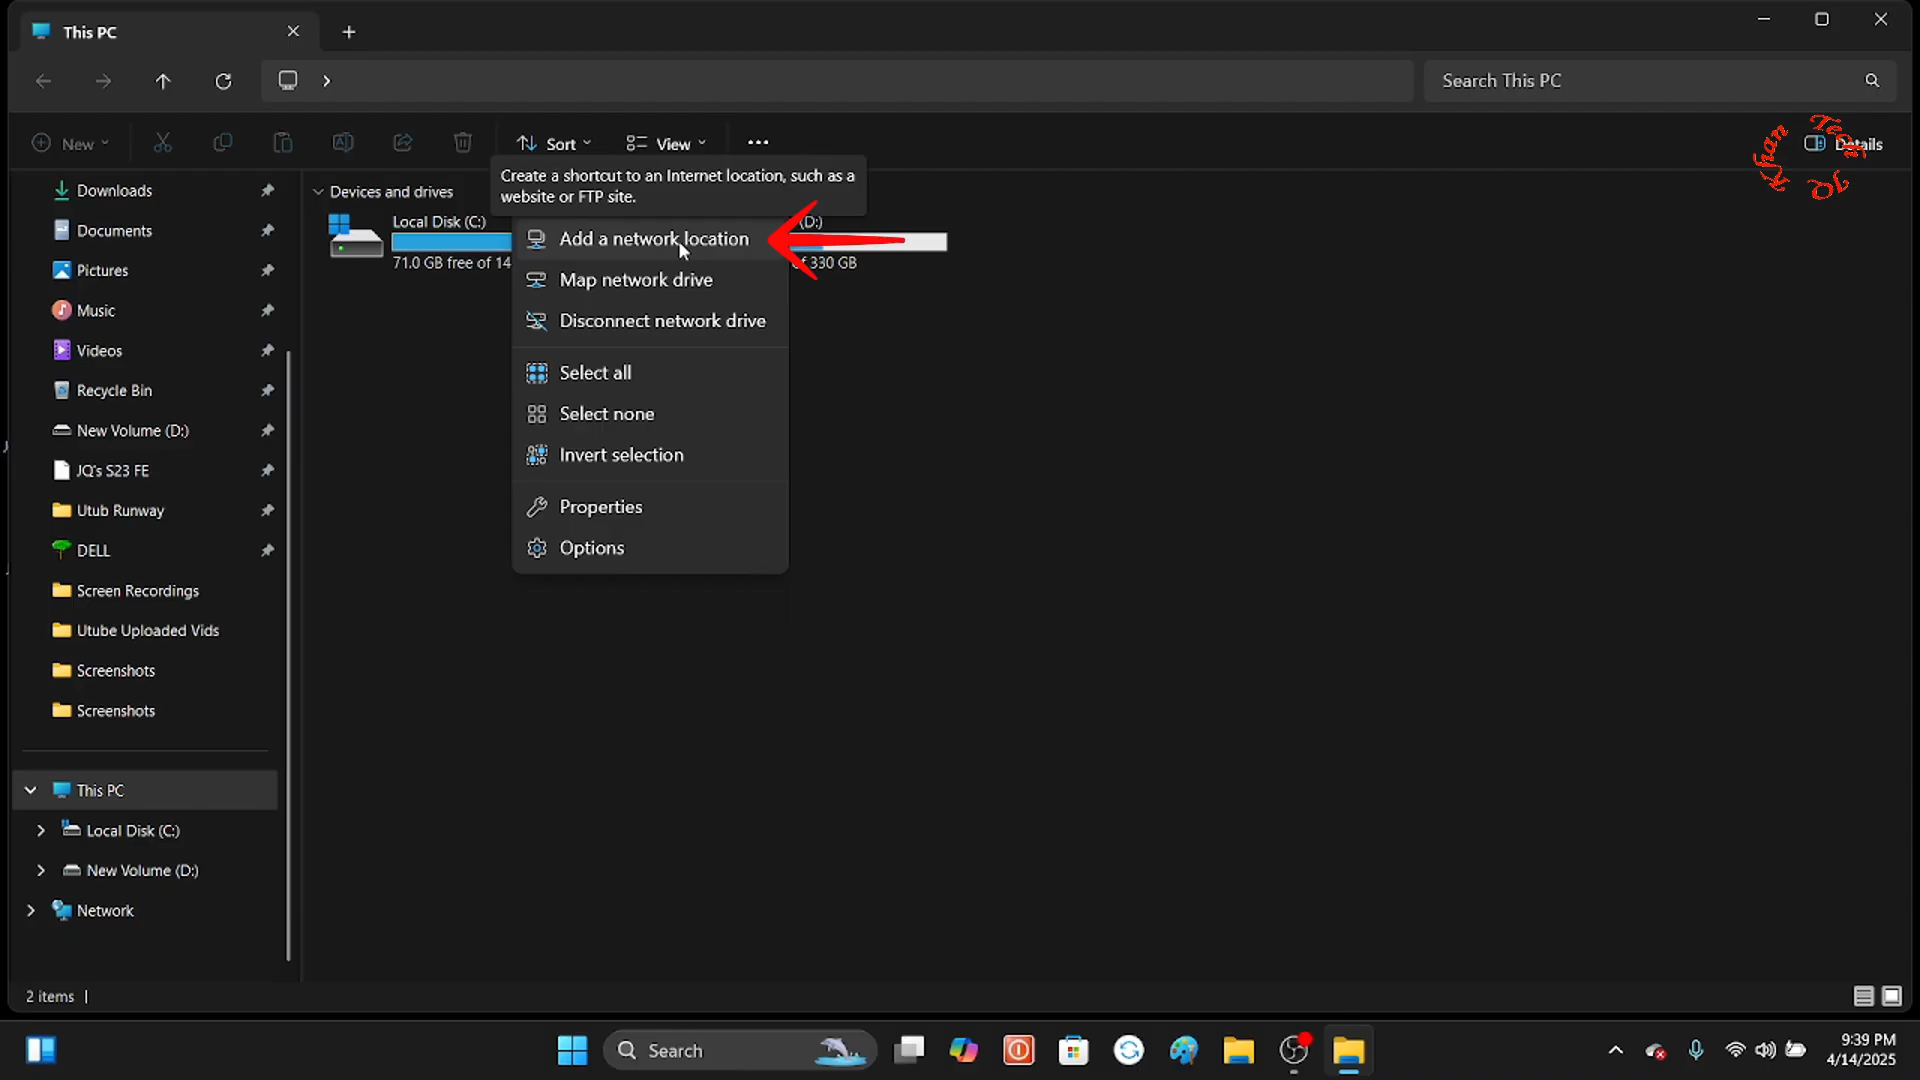 This PC
Search This PC
New
Sort
View
Details
Khan Tech JQ
Create a shortcut to an Internet location, such as a
website or FTP site.
Downloads
Documents
Pictures
Music
Videos
Recycle Bin
New Volume (D:)
JQ's S23 FE
Utub Runway
DELL
Screen Recordings
Utube Uploaded Vids
Screenshots
Screenshots
This PC
Local Disk (C:)
New Volume (D:)
Network
Devices and drives
Local Disk (C:)
71.0 GB free of 14
(D:)
of 330 GB
Add a network location
Map network drive
Disconnect network drive
Select all
Select none
Invert selection
Properties
Options
2 items
Search
9:39 PM
4/14/2025